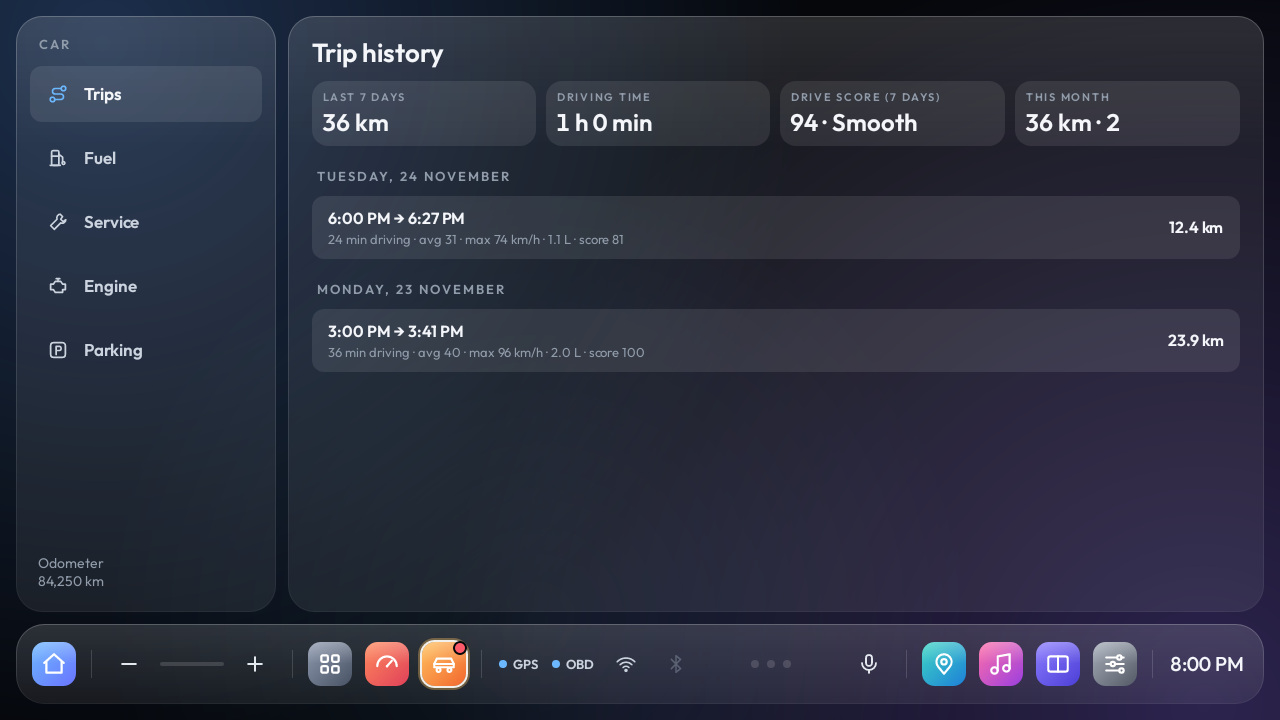 CAR
Trips
Fuel
Service
Engine
Parking
Odometer
84,250 km
Trip history
LAST 7 DAYS
36 km
DRIVING TIME
1 h 0 min
DRIVE SCORE (7 DAYS)
94 · Smooth
THIS MONTH
36 km · 2
TUESDAY, 24 NOVEMBER
6:00 PM → 6:27 PM
24 min driving · avg 31 · max 74 km/h · 1.1 L · score 81
12.4 km
MONDAY, 23 NOVEMBER
3:00 PM → 3:41 PM
36 min driving · avg 40 · max 96 km/h · 2.0 L · score 100
23.9 km
GPS
OBD
8:00 PM